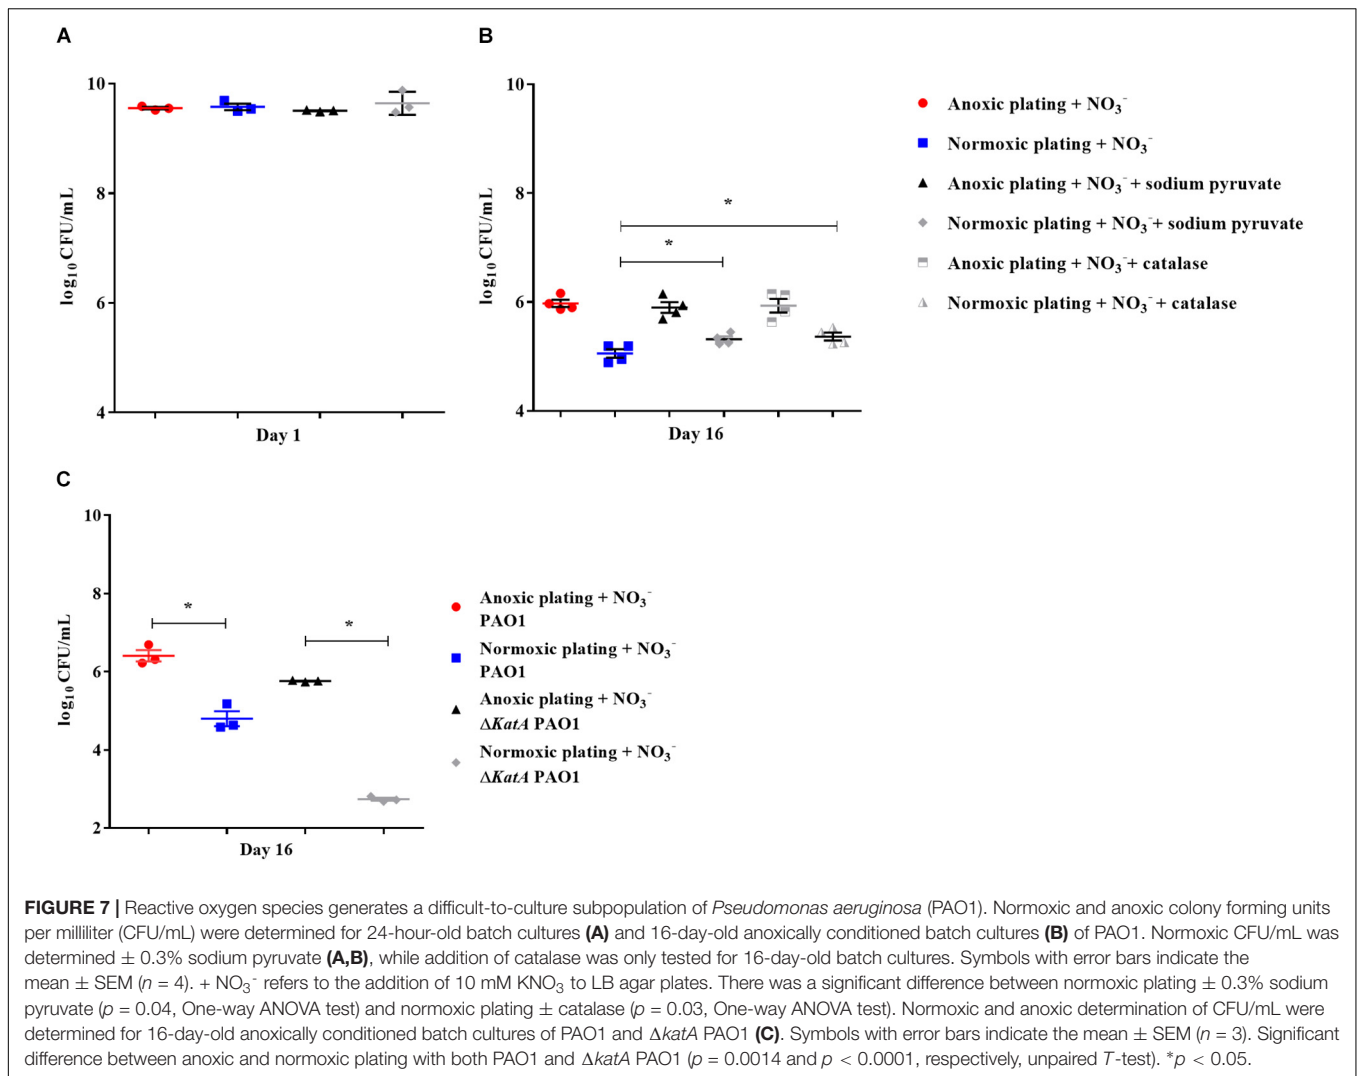 A
10
8
6
4
log₁₀ CFU/mL
Day 1
B
10
8
6
4
log₁₀ CFU/mL
*
*
Day 16
Anoxic plating + NO₃⁻
Normoxic plating + NO₃⁻
Anoxic plating + NO₃⁻ + sodium pyruvate
Normoxic plating + NO₃⁻ + sodium pyruvate
Anoxic plating + NO₃⁻ + catalase
Normoxic plating + NO₃⁻ + catalase
C
10
8
6
4
2
log₁₀ CFU/mL
*
*
Day 16
Anoxic plating + NO₃⁻
PAO1
Normoxic plating + NO₃⁻
PAO1
Anoxic plating + NO₃⁻
ΔKatA PAO1
Normoxic plating + NO₃⁻
ΔKatA PAO1
FIGURE 7 | Reactive oxygen species generates a difficult-to-culture subpopulation of Pseudomonas aeruginosa (PAO1). Normoxic and anoxic colony forming units
per milliliter (CFU/mL) were determined for 24-hour-old batch cultures (A) and 16-day-old anoxically conditioned batch cultures (B) of PAO1. Normoxic CFU/mL was
determined ± 0.3% sodium pyruvate (A,B), while addition of catalase was only tested for 16-day-old batch cultures. Symbols with error bars indicate the
mean ± SEM (n = 4). + NO₃⁻ refers to the addition of 10 mM KNO₃ to LB agar plates. There was a significant difference between normoxic plating ± 0.3% sodium
pyruvate (p = 0.04, One-way ANOVA test) and normoxic plating ± catalase (p = 0.03, One-way ANOVA test). Normoxic and anoxic determination of CFU/mL were
determined for 16-day-old anoxically conditioned batch cultures of PAO1 and ΔkatA PAO1 (C). Symbols with error bars indicate the mean ± SEM (n = 3). Significant
difference between anoxic and normoxic plating with both PAO1 and ΔkatA PAO1 (p = 0.0014 and p < 0.0001, respectively, unpaired T-test). *p < 0.05.